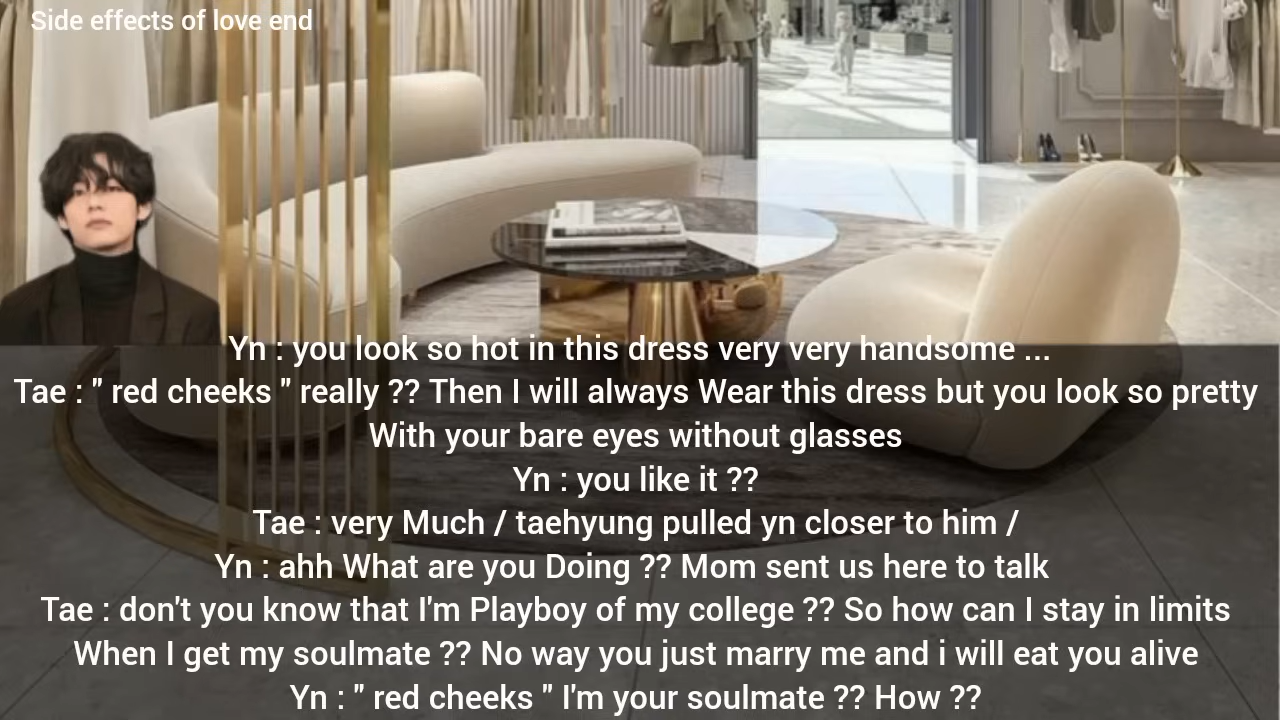 Side effects of love end
Yn : you look so hot in this dress very very handsome ...
Tae : " red cheeks " really ?? Then I will always Wear this dress but you look so pretty
With your bare eyes without glasses
Yn : you like it ??
Tae : very Much / taehyung pulled yn closer to him /
Yn : ahh What are you Doing ?? Mom sent us here to talk
Tae : don't you know that I'm Playboy of my college ?? So how can I stay in limits
When I get my soulmate ?? No way you just marry me and i will eat you alive
Yn : " red cheeks " I'm your soulmate ?? How ??